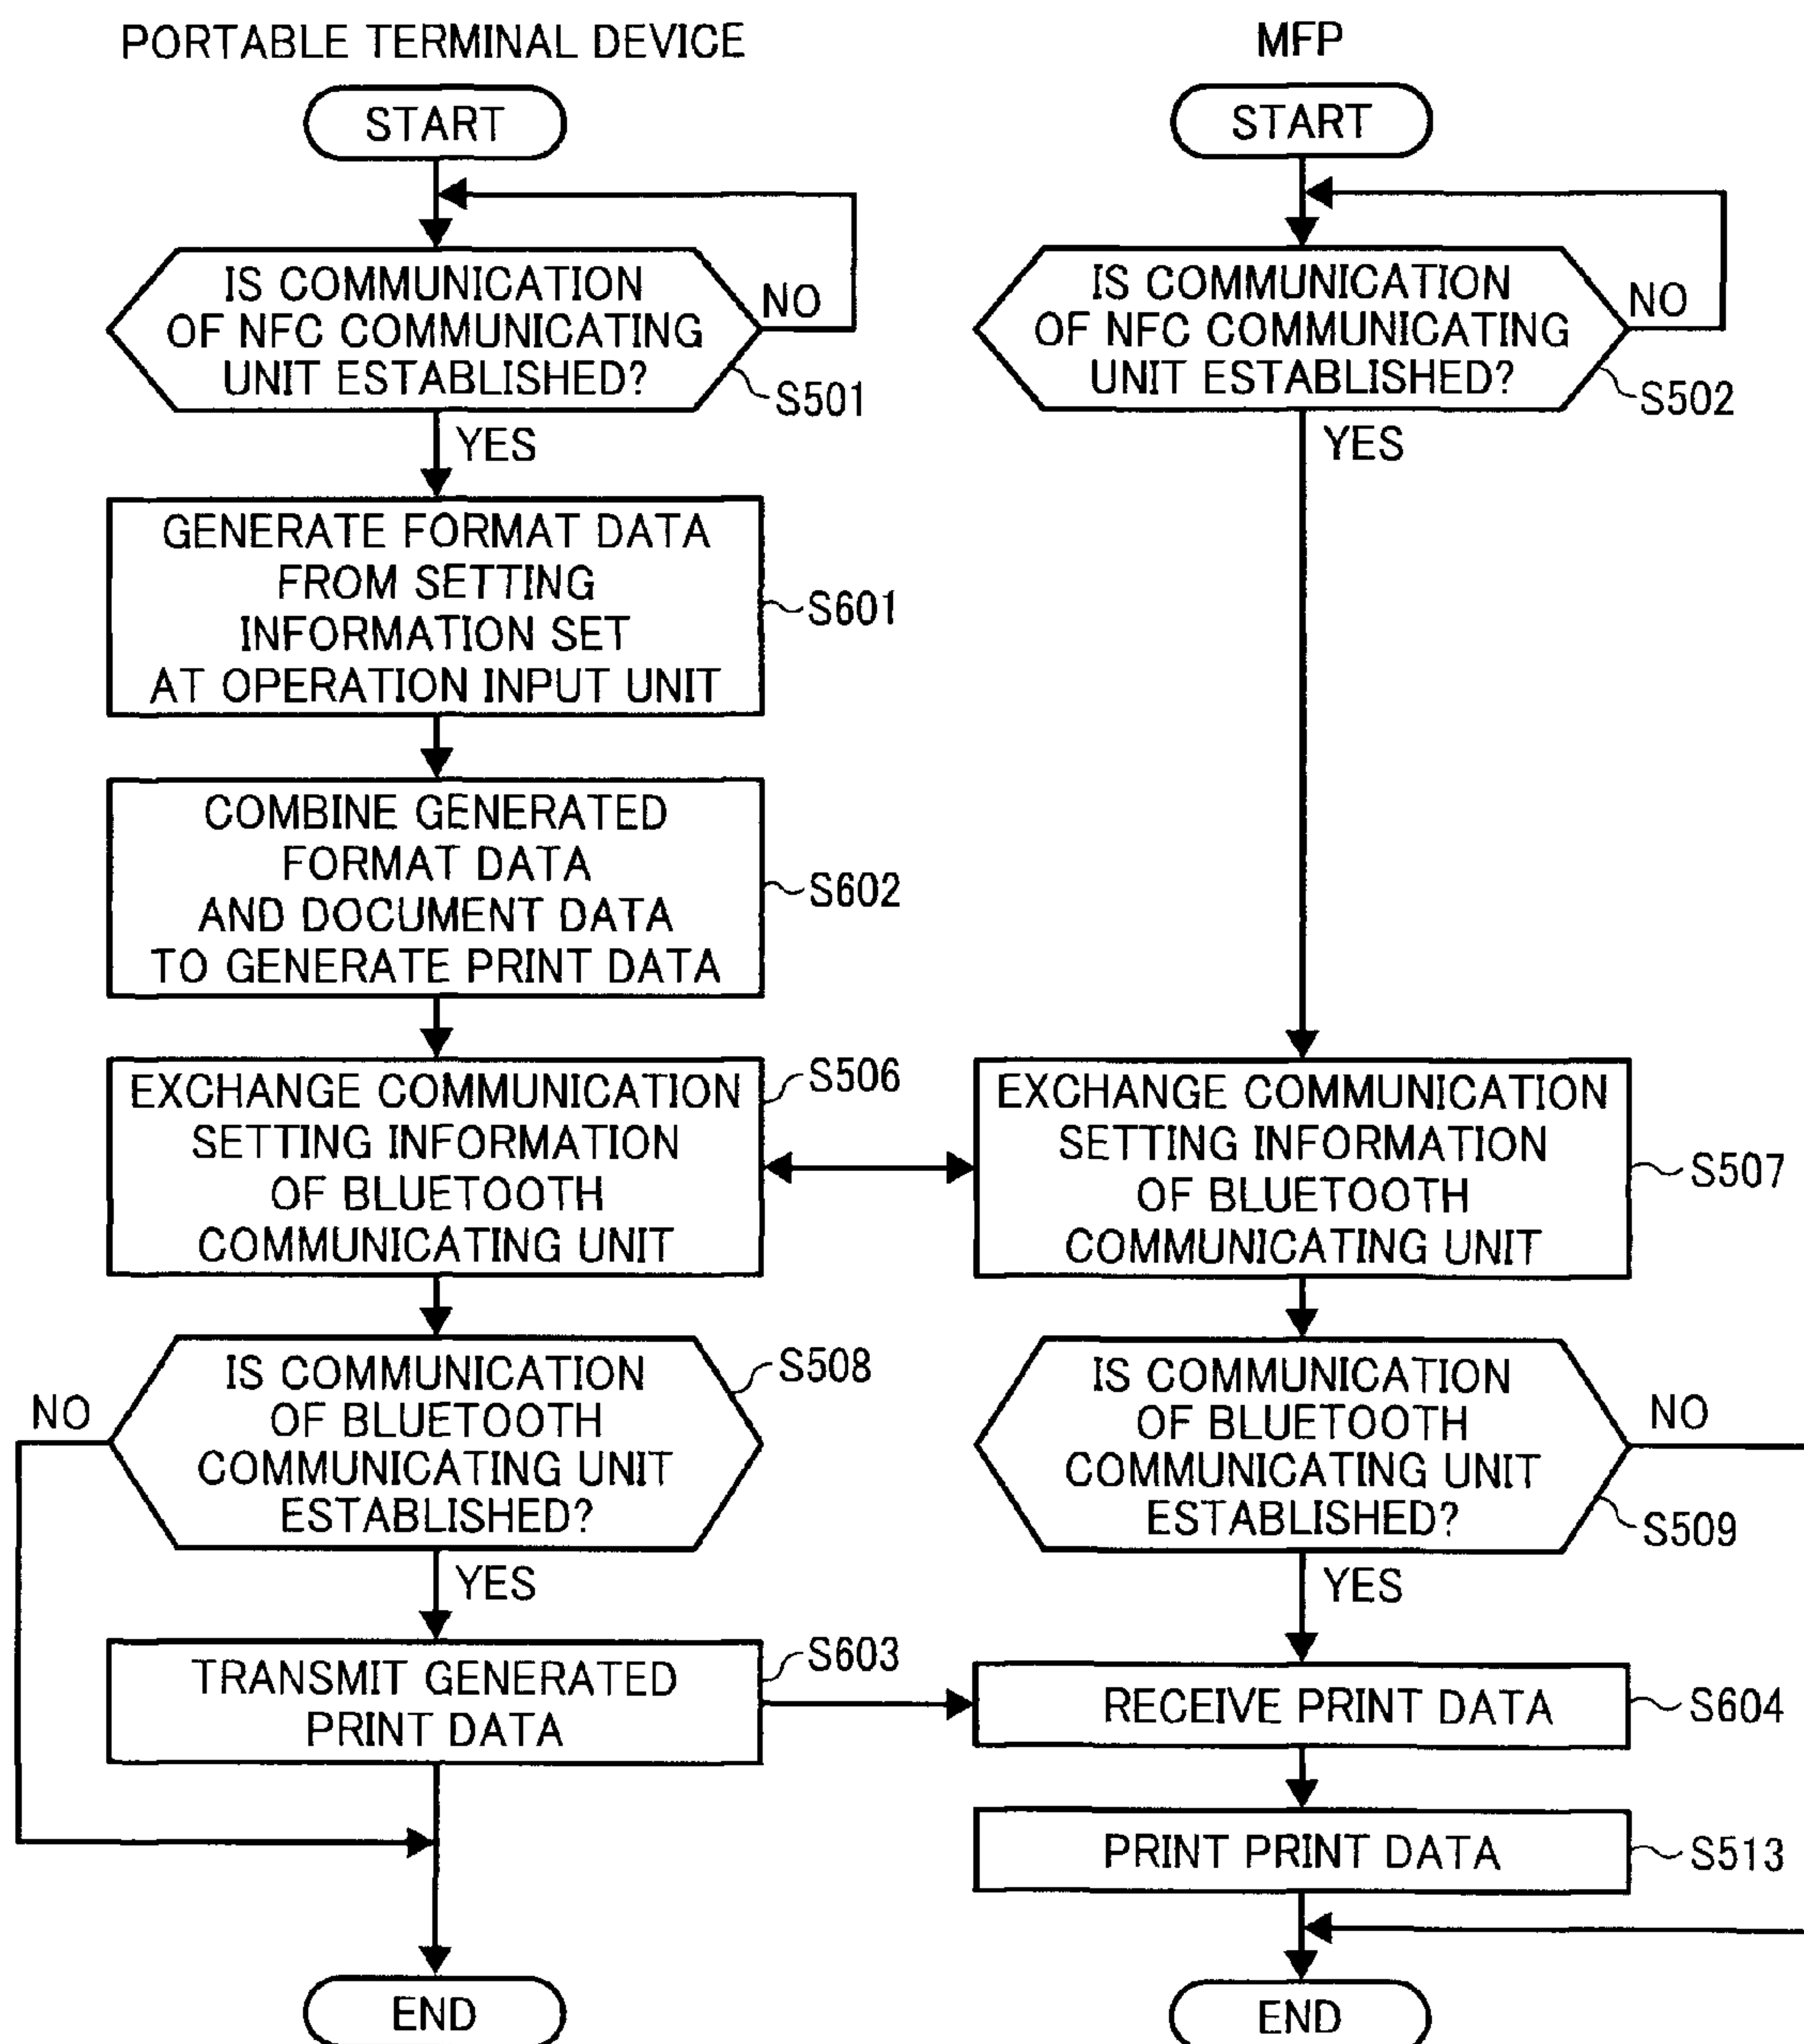 PORTABLE TERMINAL DEVICE
START
IS COMMUNICATION
OF NFC COMMUNICATING
UNIT ESTABLISHED?
NO
S501
YES
GENERATE FORMAT DATA
FROM SETTING
INFORMATION SET
AT OPERATION INPUT UNIT
S601
COMBINE GENERATED
FORMAT DATA
AND DOCUMENT DATA
TO GENERATE PRINT DATA
S602
EXCHANGE COMMUNICATION
SETTING INFORMATION
OF BLUETOOTH
COMMUNICATING UNIT
S506
IS COMMUNICATION
OF BLUETOOTH
COMMUNICATING UNIT
ESTABLISHED?
S508
NO
YES
TRANSMIT GENERATED
PRINT DATA
S603
END
MFP
START
IS COMMUNICATION
OF NFC COMMUNICATING
UNIT ESTABLISHED?
NO
S502
YES
EXCHANGE COMMUNICATION
SETTING INFORMATION
OF BLUETOOTH
COMMUNICATING UNIT
S507
IS COMMUNICATION
OF BLUETOOTH
COMMUNICATING UNIT
ESTABLISHED?
NO
S509
YES
RECEIVE PRINT DATA
S604
PRINT PRINT DATA
S513
END